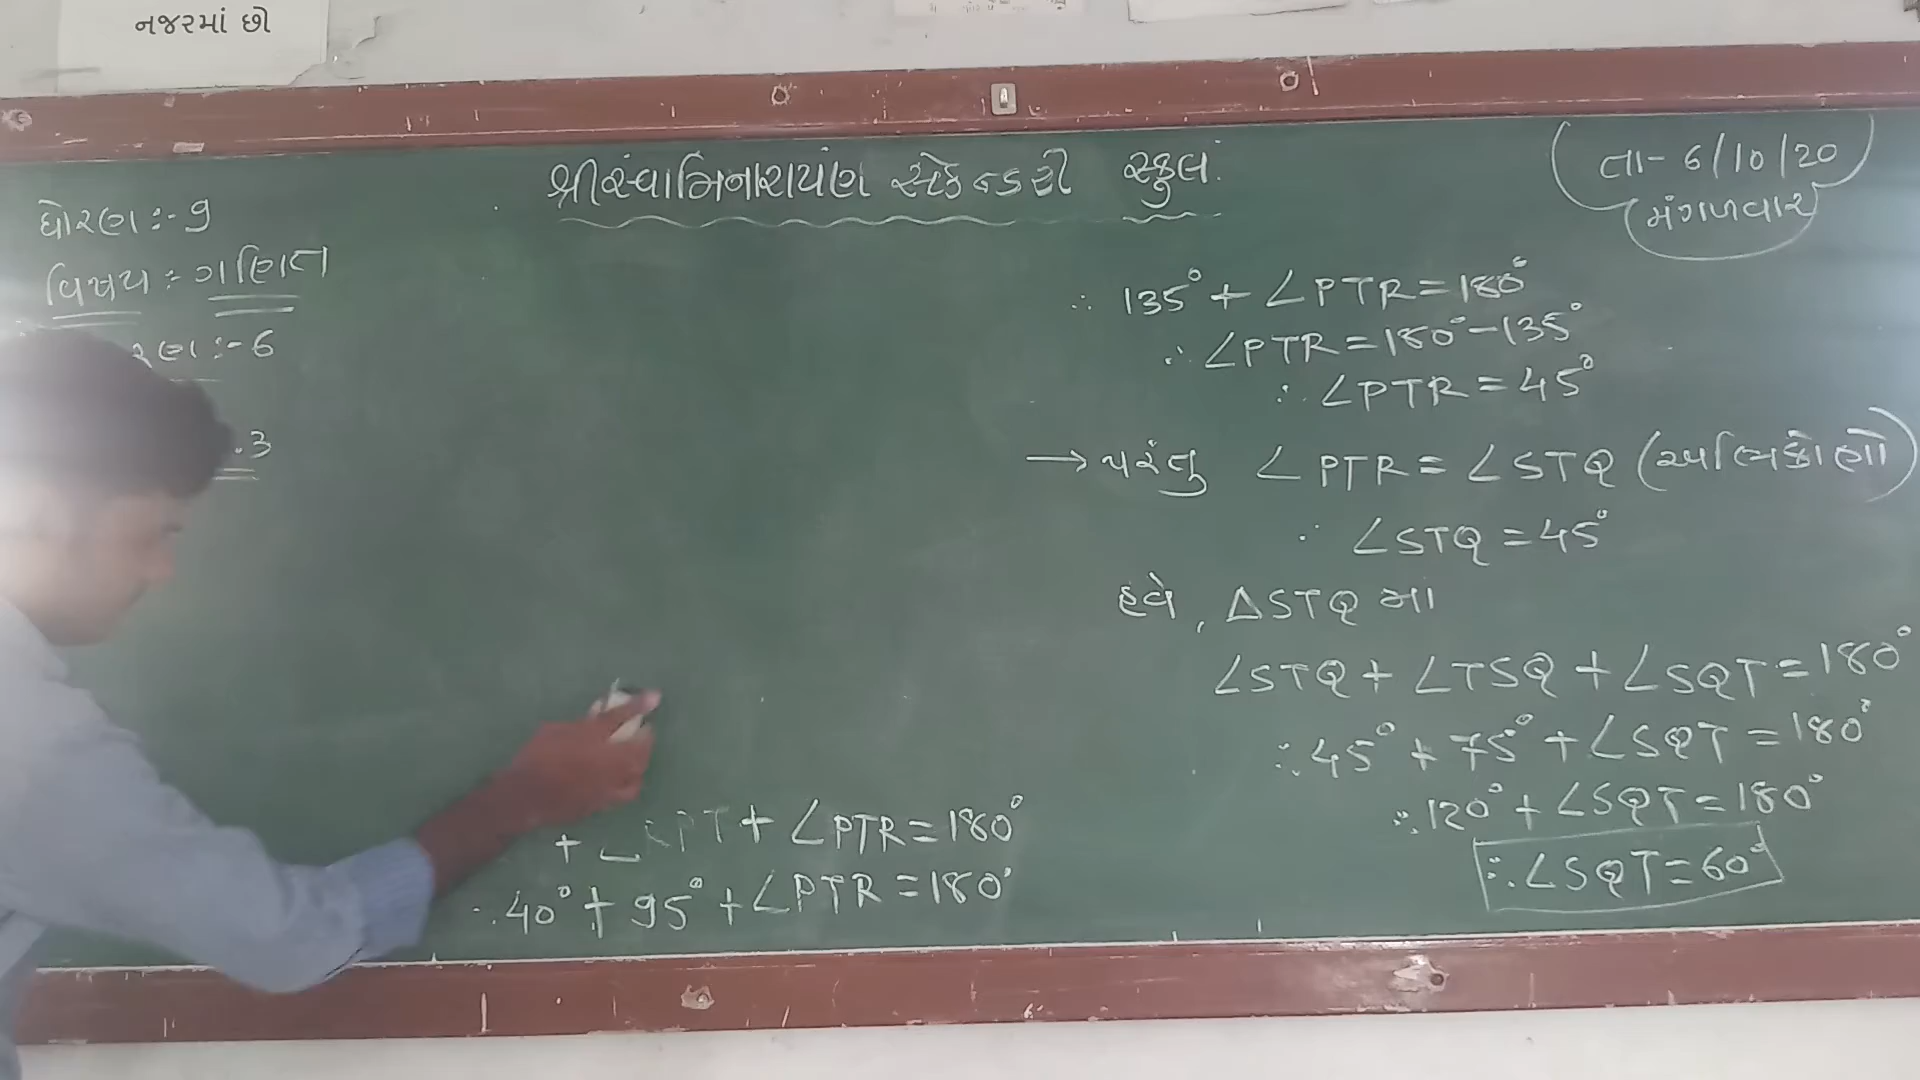 નજરમાં છો
શ્રી સ્વામિનારાયણ સેકન્ડરી સ્કુલ
તા- 6/10/20
મંગળવાર
ધોરણ :- 9
વિષય :- ગણિત
રણ :- 6
.3
+ ∠RPT + ∠PTR = 180°
∴ 40° + 95° + ∠PTR = 180°
∴ 135° + ∠PTR = 180°
∴ ∠PTR = 180° - 135°
∴ ∠PTR = 45°
→ પરંતુ ∠PTR = ∠STQ (અભિકોણો)
∴ ∠STQ = 45°
હવે, ΔSTQ માં
∠STQ + ∠TSQ + ∠SQT = 180°
∴ 45° + 75° + ∠SQT = 180°
∴ 120° + ∠SQT = 180°
∴ ∠SQT = 60°